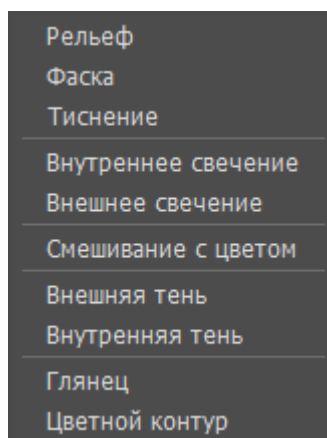 Рельеф
Фаска
Тиснение
Внутреннее свечение
Внешнее свечение
Смешивание с цветом
Внешняя тень
Внутренняя тень
Глянец
Цветной контур